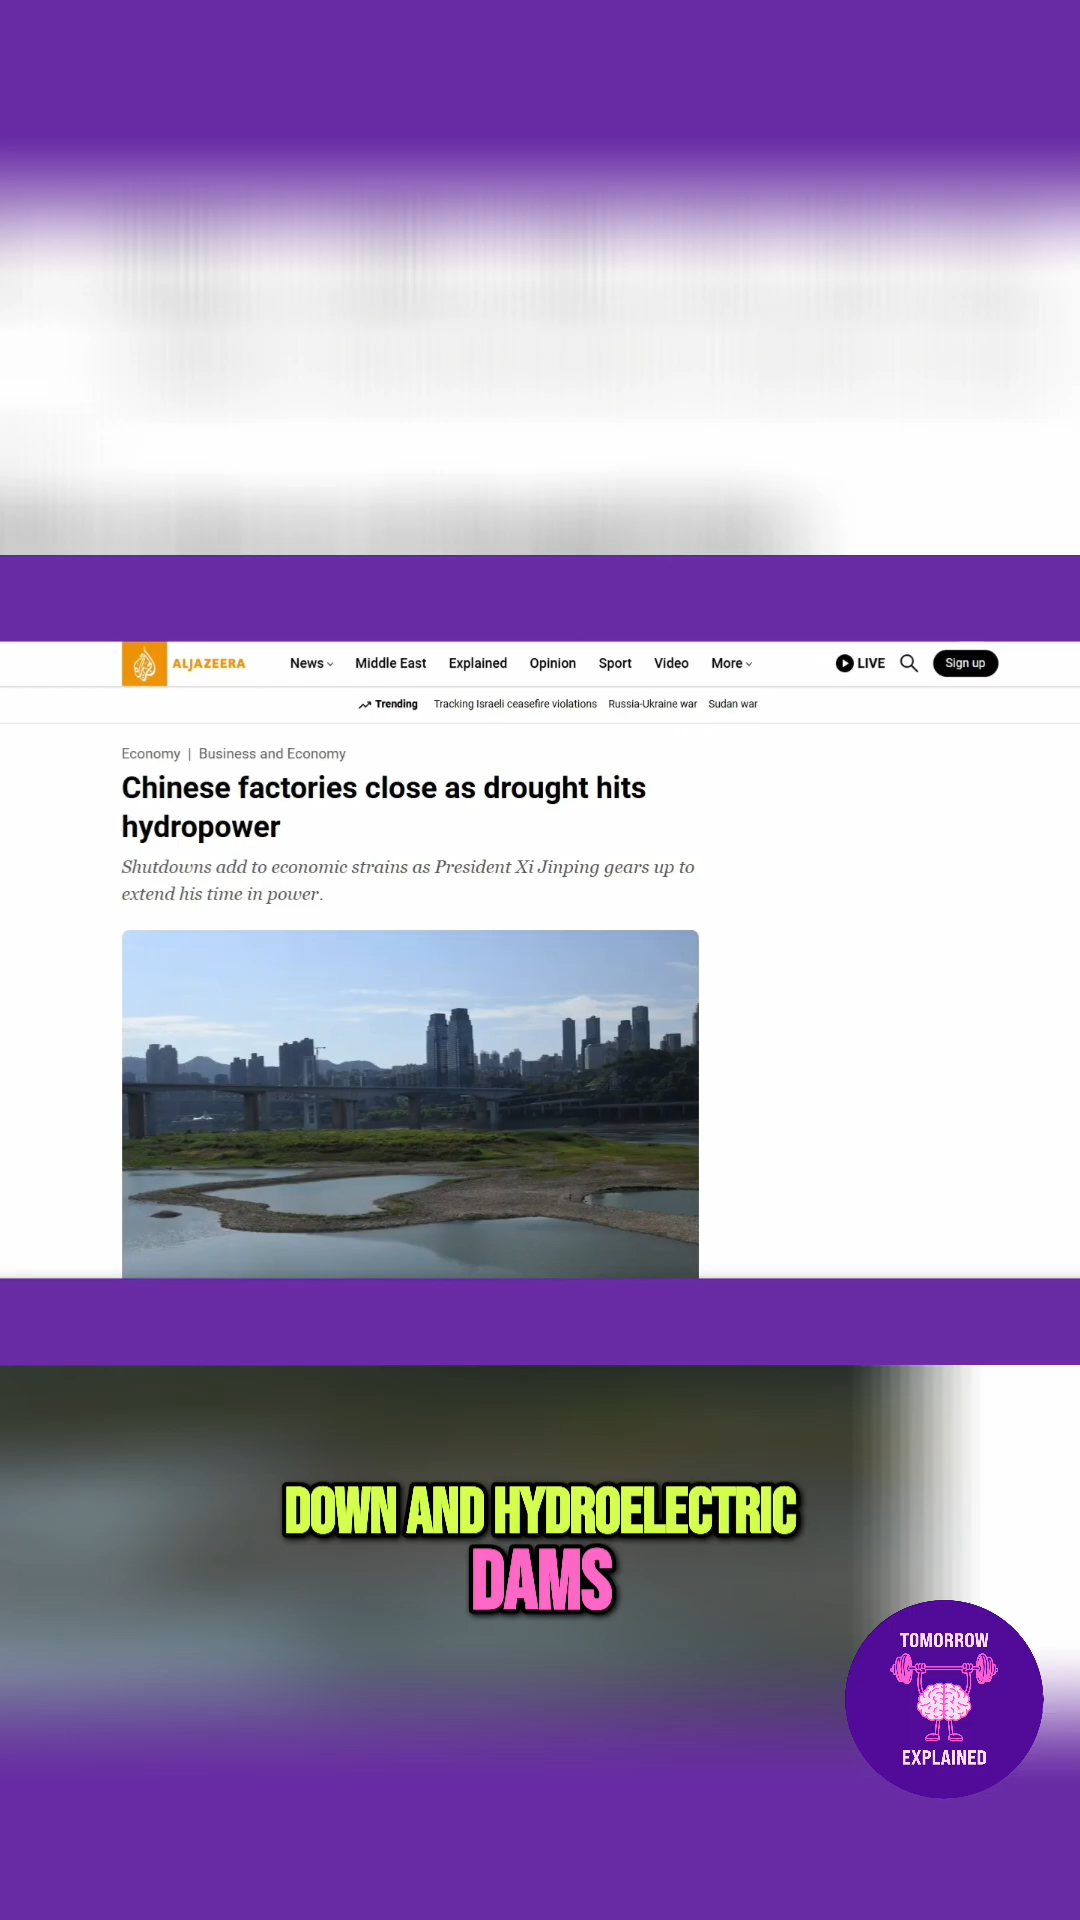 ALJAZEERA
News
Middle East
Explained
Opinion
Sport
Video
More
LIVE
Sign up
Trending
Tracking Israeli ceasefire violations
Russia-Ukraine war
Sudan war
Economy | Business and Economy
Chinese factories close as drought hits
hydropower
Shutdowns add to economic strains as President Xi Jinping gears up to
extend his time in power.
DOWN AND HYDROELECTRIC
DAMS
TOMORROW
EXPLAINED